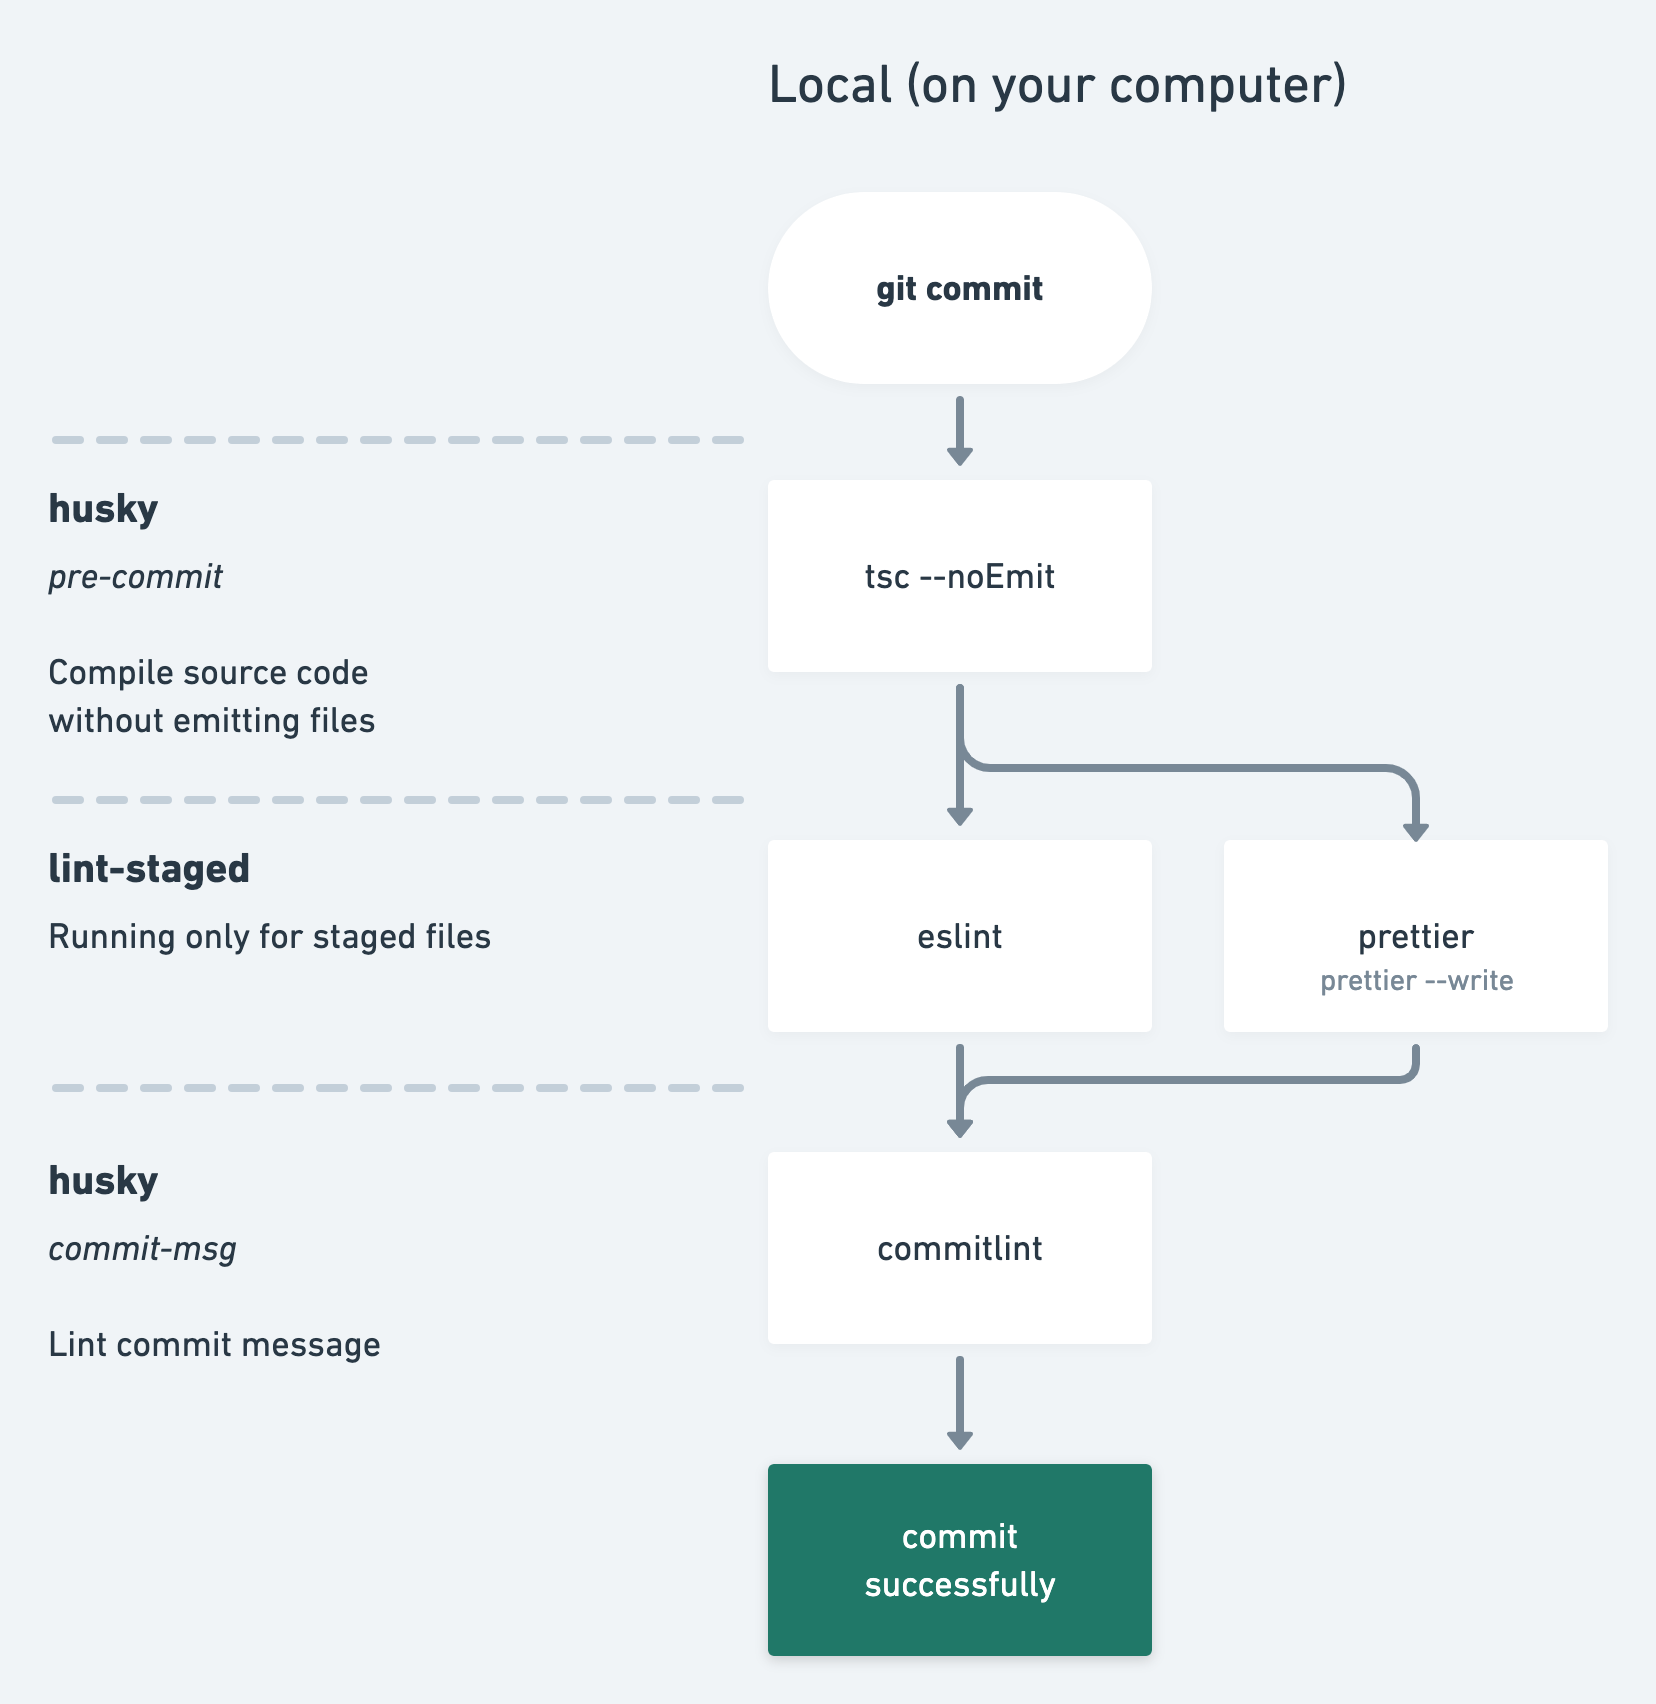 Local (on your computer)
git commit
husky
pre-commit
Compile source code
without emitting files
tsc --noEmit
lint-staged
Running only for staged files
eslint
prettier
prettier --write
husky
commit-msg
Lint commit message
commitlint
commit
successfully